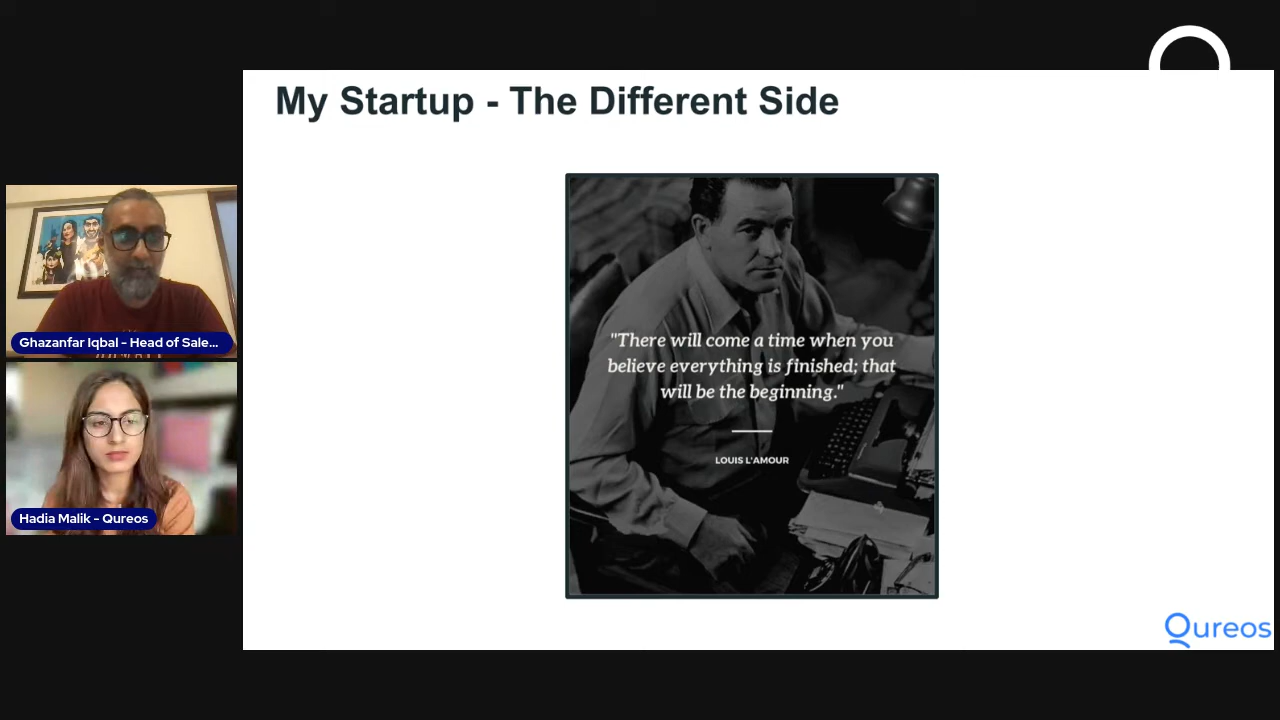 My Startup - The Different Side
Ghazanfar Iqbal - Head of Sale...
Hadia Malik - Qureos
"There will come a time when you
believe everything is finished; that
will be the beginning."
LOUIS L'AMOUR
Qureos